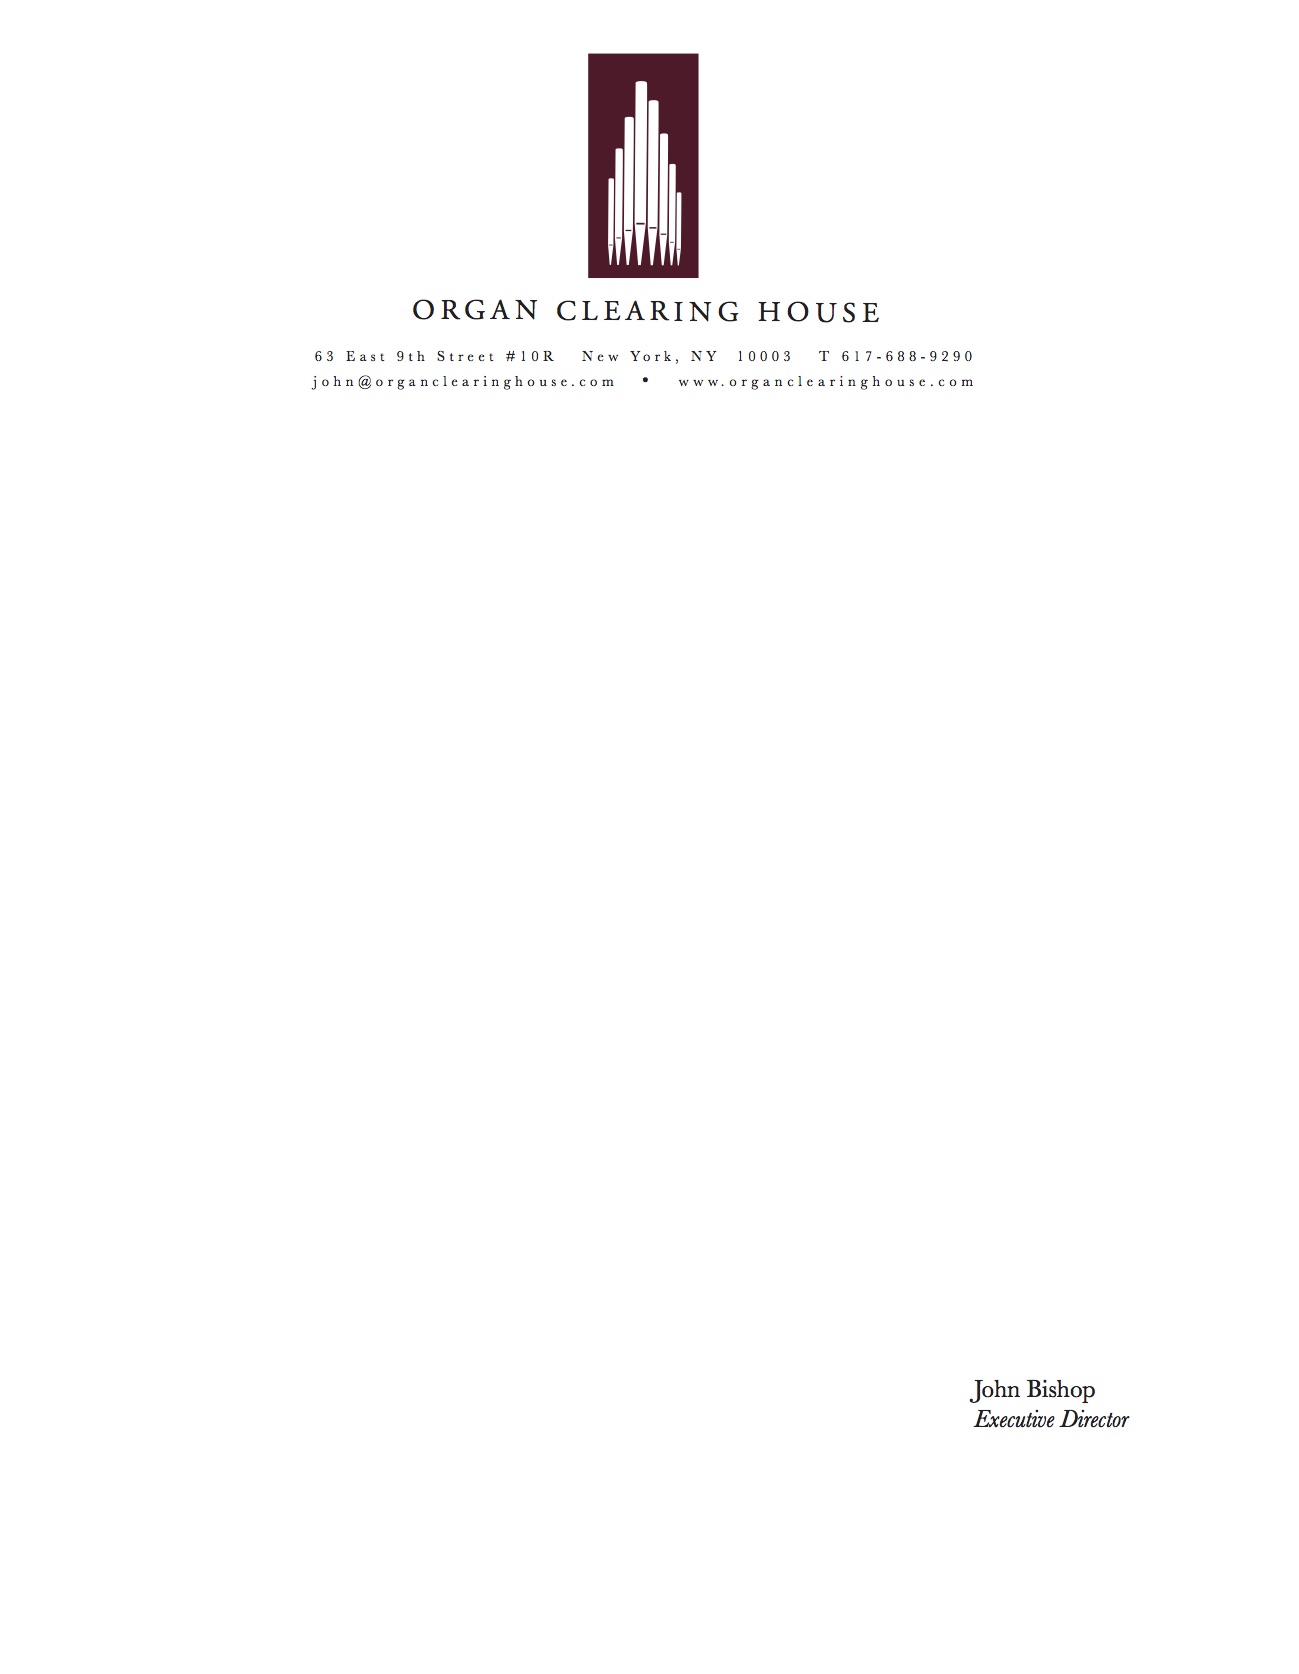 ORGAN CLEARING HOUSE
63 East 9th Street #10R New York, NY 10003 T 617-688-9290
john@organclearinghouse.com • www.organclearinghouse.com
John Bishop
Executive Director